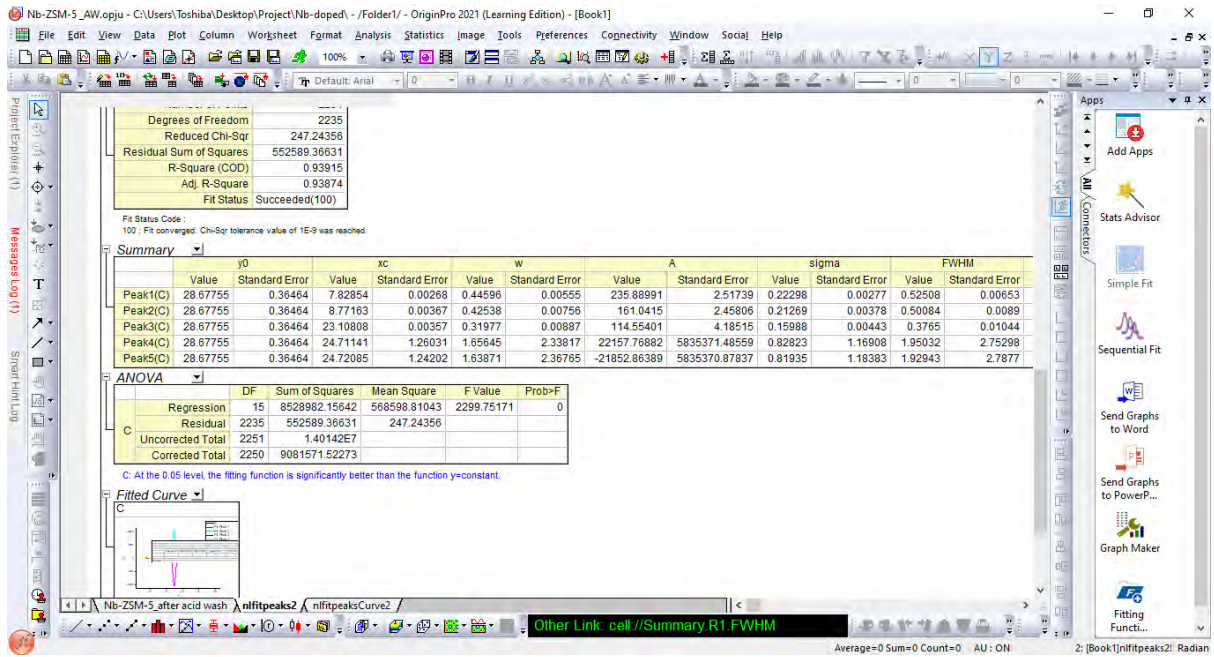 Nb-ZSM-5 _AW.opju - C:\Users\Toshiba\Desktop\Project\Nb-doped\ - /Folder1/ - OriginPro 2021 (Learning Edition) - [Book1]
File Edit View Data Plot Column Worksheet Format Analysis Statistics Image Tools Preferences Connectivity Window Social Help
100%
Default: Arial 0 0 0
Project Explorer (1)
Messages Log (1)
Smart Hint Log
Degrees of Freedom 2235
Reduced Chi-Sqr 247.24356
Residual Sum of Squares 552589.36631
R-Square (COD) 0.93915
Adj. R-Square 0.93874
Fit Status Succeeded(100)
Fit Status Code :
100 : Fit converged. Chi-Sqr tolerance value of 1E-9 was reached.
Summary
y0 xc w A sigma FWHM
Value Standard Error Value Standard Error Value Standard Error Value Standard Error Value Standard Error Value Standard Error
Peak1(C) 28.67755 0.36464 7.82854 0.00268 0.44596 0.00555 235.88991 2.51739 0.22298 0.00277 0.52508 0.00653
Peak2(C) 28.67755 0.36464 8.77163 0.00367 0.42538 0.00756 161.0415 2.45806 0.21269 0.00378 0.50084 0.0089
Peak3(C) 28.67755 0.36464 23.10808 0.00357 0.31977 0.00887 114.55401 4.18515 0.15988 0.00443 0.3765 0.01044
Peak4(C) 28.67755 0.36464 24.71141 1.26031 1.65645 2.33817 22157.76882 5835371.48559 0.82823 1.16908 1.95032 2.75298
Peak5(C) 28.67755 0.36464 24.72085 1.24202 1.63871 2.36765 -21852.86389 5835370.87837 0.81935 1.18383 1.92943 2.7877
ANOVA
DF Sum of Squares Mean Square F Value Prob>F
C
Regression 15 8528982.15642 568598.81043 2299.75171 0
Residual 2235 552589.36631 247.24356
Uncorrected Total 2251 1.40142E7
Corrected Total 2250 9081571.52273
C: At the 0.05 level, the fitting function is significantly better than the function y=constant.
Fitted Curve
C
Nb-ZSM-5_after acid wash nlfitpeaks2 nlfitpeaksCurve2
Other Link: cell://Summary.R1.FWHM
Average=0 Sum=0 Count=0 AU : ON 2: [Book1]nlfitpeaks2! Radian
Apps
All
Connectors
Add Apps
Stats Advisor
Simple Fit
Sequential Fit
Send Graphs
to Word
Send Graphs
to PowerP...
Graph Maker
Fitting
Functi...